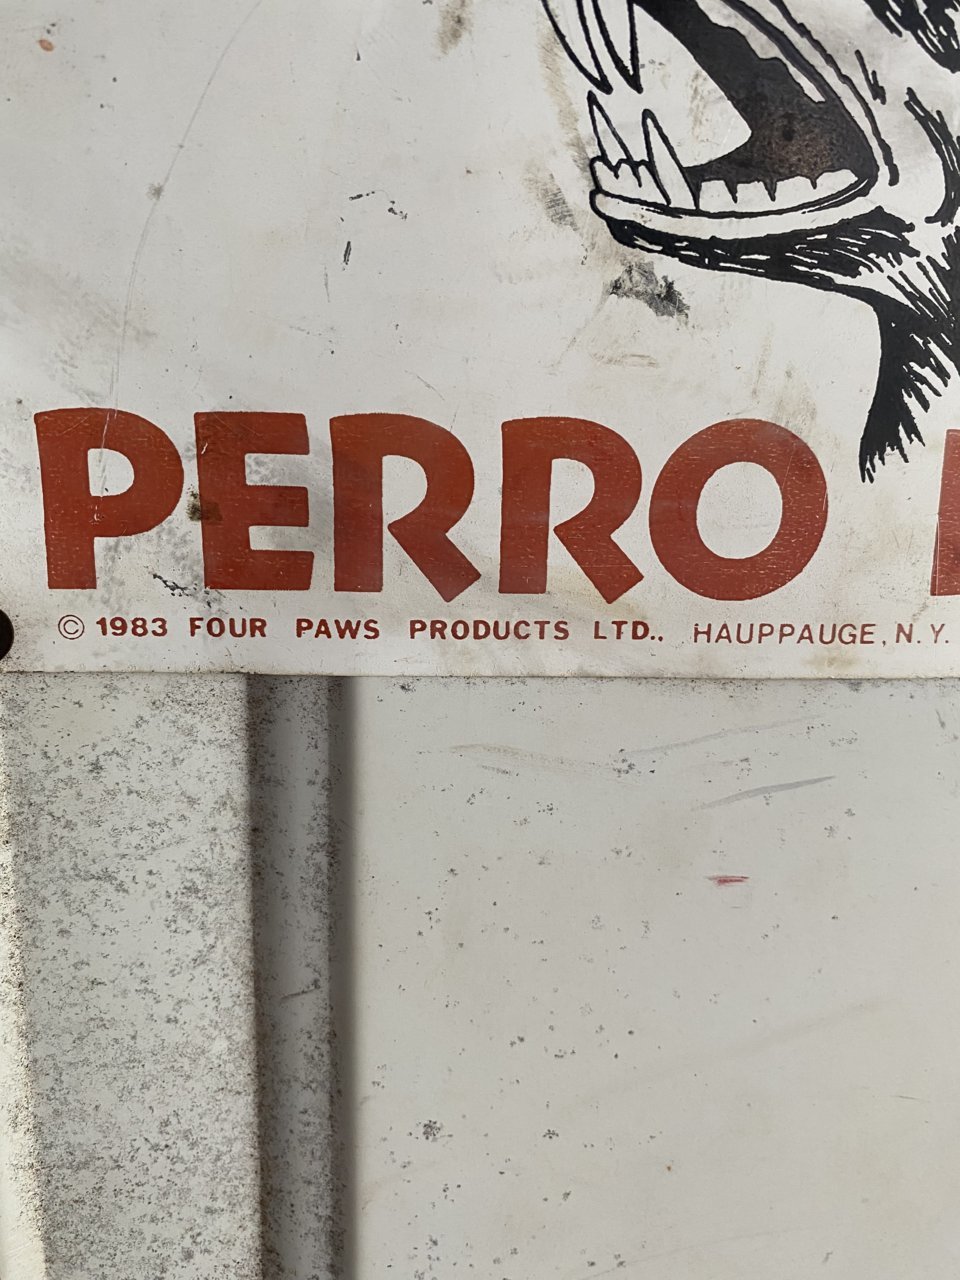 PERRO
© 1983 FOUR PAWS PRODUCTS LTD., HAUPPAUGE, N.Y.